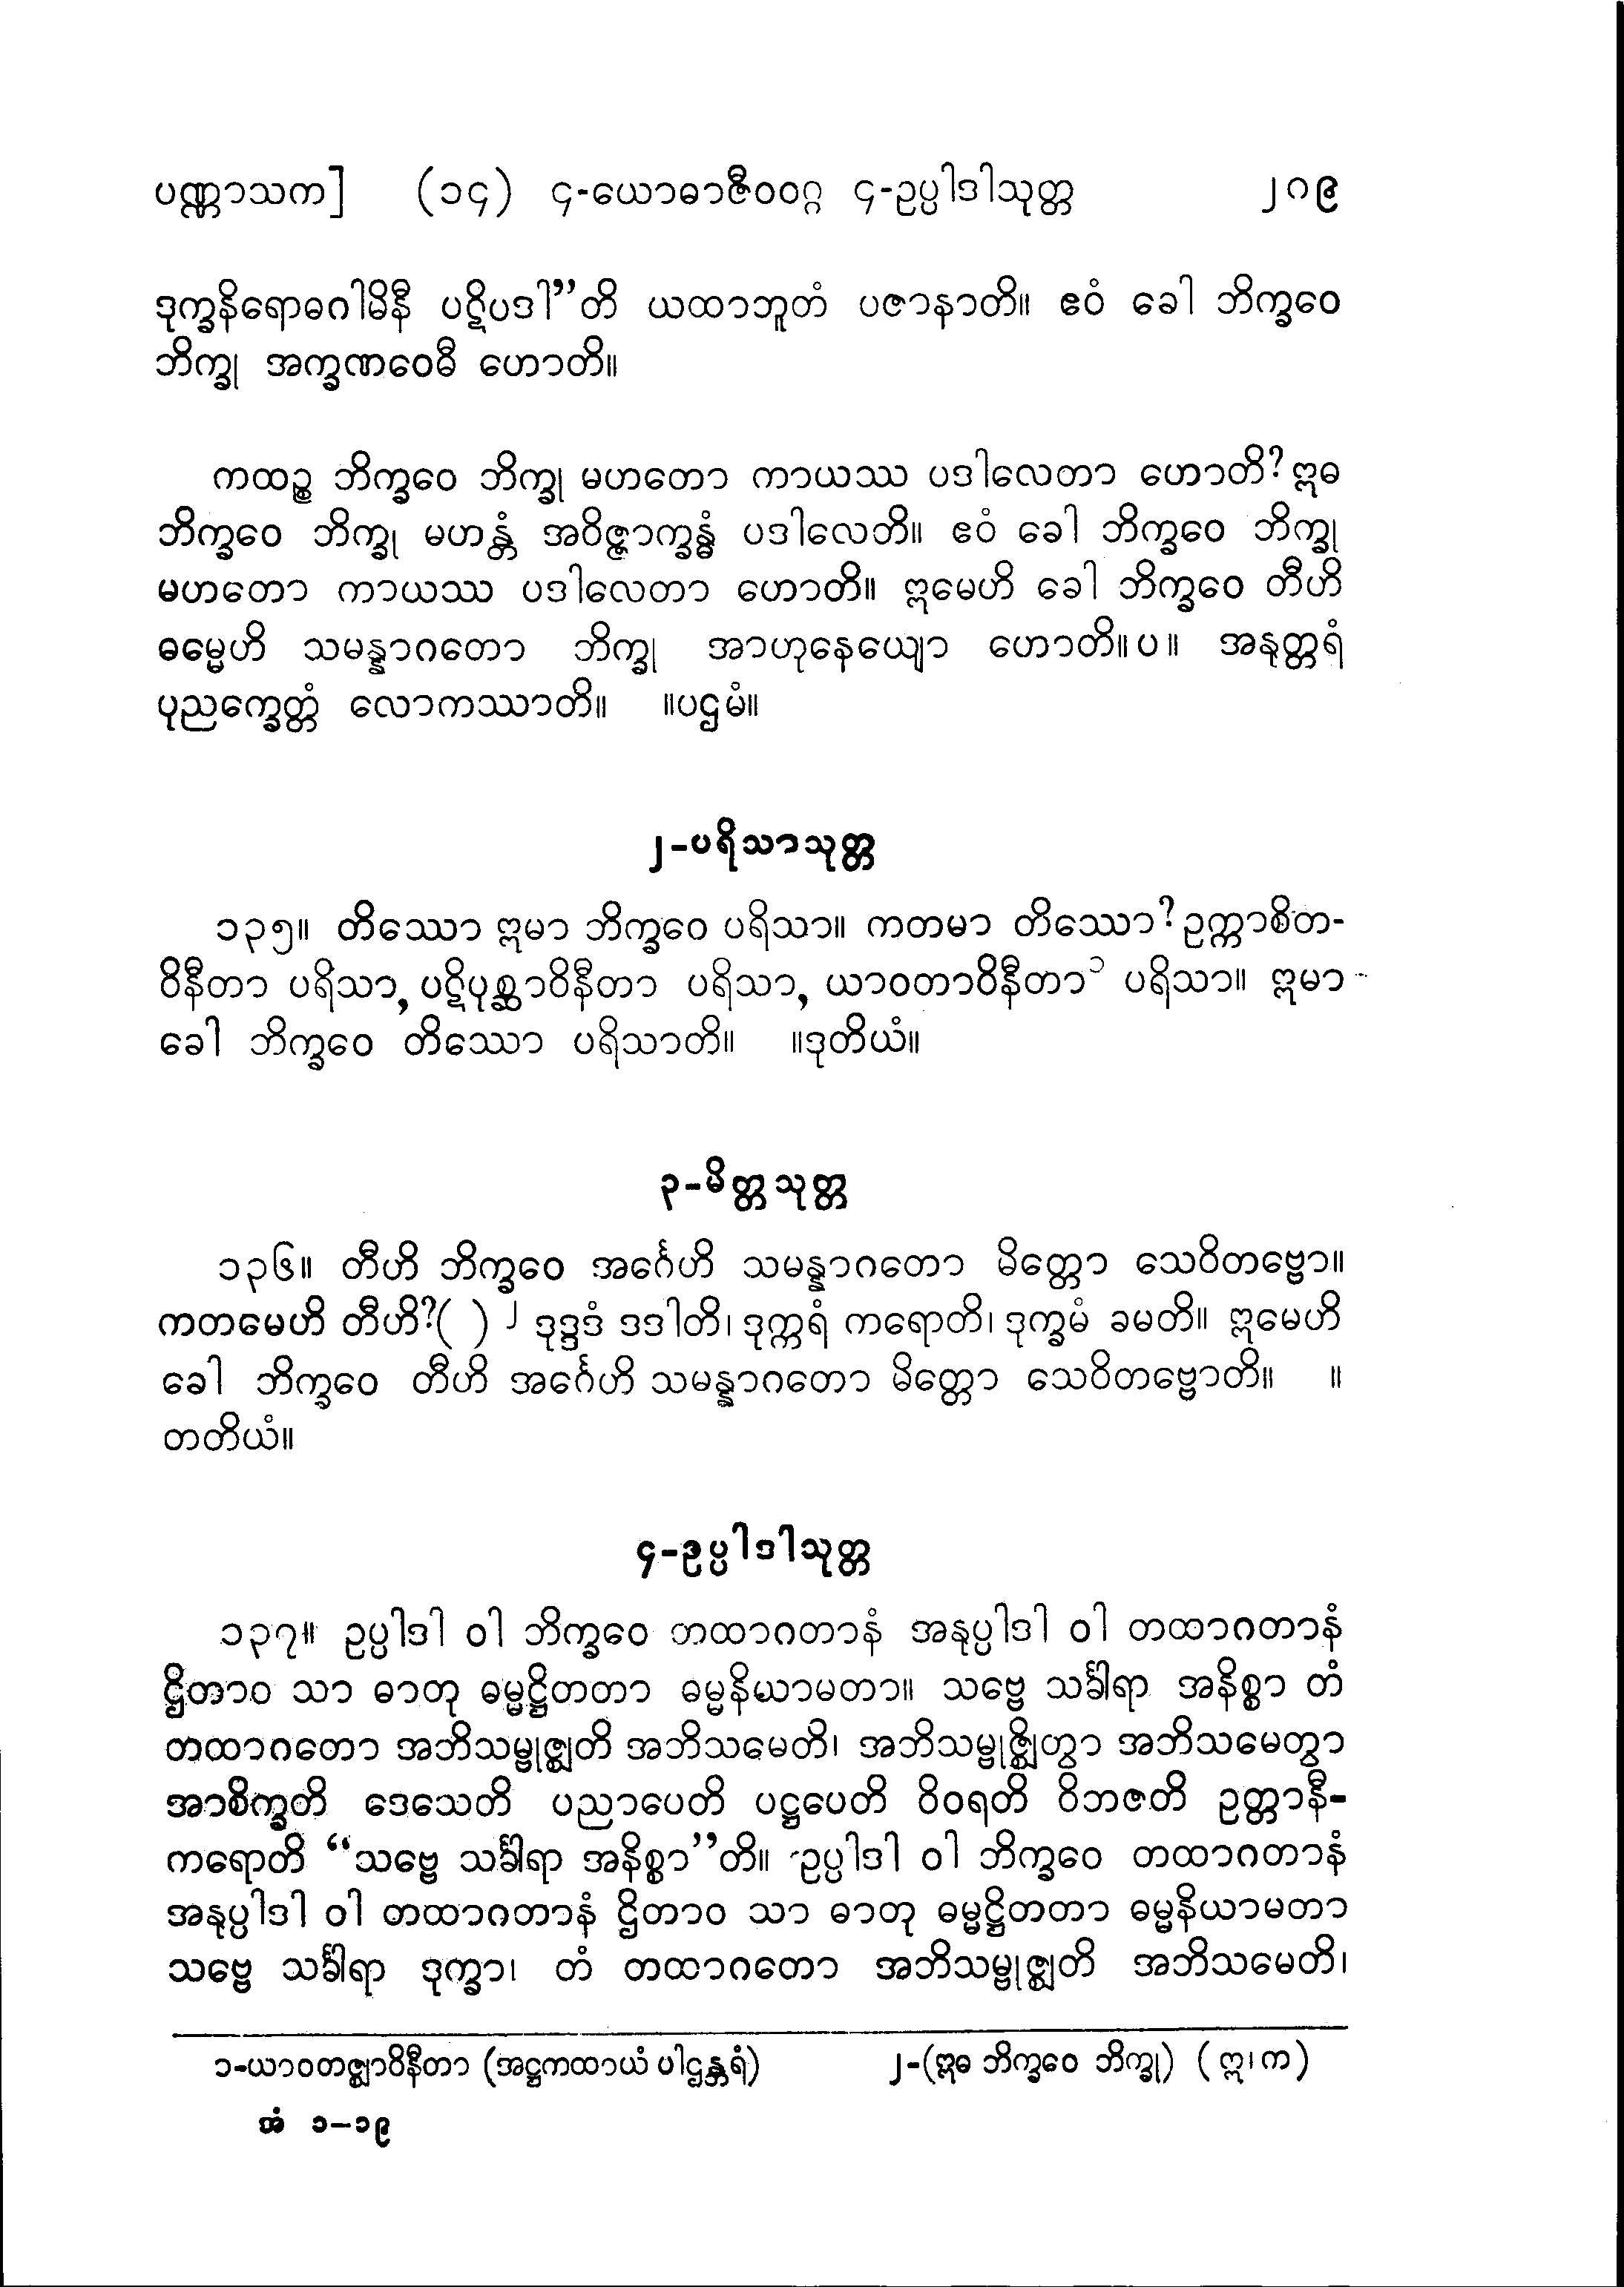 ပဏ္ဏာသက] (၁၄) ၄-ယောဓာဇီဝဝဂ္ဂ ၄-ဥပ္ပါဒါသုတ္တ ၂၀၉
ဒုက္ခနိရောဓဂါမိနီ ပဋိပဒါ”တိ ယထာဘူတံ ပဇာနာတိ။ ဧဝံ ခေါ ဘိက္ခဝေ
ဘိက္ခု အက္ခဏဝေဓီ ဟောတိ။
ကထဉ္စ ဘိက္ခဝေ ဘိက္ခု မဟတော ကာယဿ ပဒါလေတာ ဟောတိ? ဣဓ
ဘိက္ခဝေ ဘိက္ခု မဟန္တံ အဝိဇ္ဇာက္ခန္ဓံ ပဒါလေတိ။ ဧဝံ ခေါ ဘိက္ခဝေ ဘိက္ခု
မဟတော ကာယဿ ပဒါလေတာ ဟောတိ။ ဣမေဟိ ခေါ ဘိက္ခဝေ တီဟိ
ဓမ္မေဟိ သမန္နာဂတော ဘိက္ခု အာဟုနေယျော ဟောတိ။ပ။ အနုတ္တရံ
ပုညက္ခေတ္တံ လောကဿာတိ။ ။ပဌမံ။
၂-ပရိသာသုတ္တ
၁၃၅။ တိဿော ဣမာ ဘိက္ခဝေ ပရိသာ။ ကတမာ တိဿော? ဥက္ကာစိတ-
ဝိနီတာ ပရိသာ, ပဋိပုစ္ဆာဝိနီတာ ပရိသာ, ယာဝတာဝိနီတာ ၁ ပရိသာ။ ဣမာ
ခေါ ဘိက္ခဝေ တိဿော ပရိသာတိ။ ။ဒုတိယံ။
၃-မိတ္တသုတ္တ
၁၃၆။ တီဟိ ဘိက္ခဝေ အင်္ဂေဟိ သမန္နာဂတော မိတ္တော သေဝိတဗ္ဗော။
ကတမေဟိ တီဟိ?( ) ၂ ဒုဒ္ဒဒံ ဒဒါတိ၊ ဒုက္ကရံ ကရောတိ၊ ဒုက္ခမံ ခမတိ။ ဣမေဟိ
ခေါ ဘိက္ခဝေ တီဟိ အင်္ဂေဟိ သမန္နာဂတော မိတ္တော သေဝိတဗ္ဗောတိ။ ။
တတိယံ။
၄-ဥပ္ပါဒါသုတ္တ
၁၃၇။ ဥပ္ပါဒါ ဝါ ဘိက္ခဝေ တထာဂတာနံ အနုပ္ပါဒါ ဝါ တထာဂတာနံ
ဌိတာဝ သာ ဓာတု ဓမ္မဋ္ဌိတတာ ဓမ္မနိယာမတာ။ သဗ္ဗေ သင်္ခါရာ အနိစ္စာ တံ
တထာဂတော အဘိသမ္ဗုဇ္ဈတိ အဘိသမေတိ၊ အဘိသမ္ဗုဇ္ဈိတွာ အဘိသမေတွာ
အာစိက္ခတိ ဒေသေတိ ပညာပေတိ ပဋ္ဌပေတိ ဝိဝရတိ ဝိဘဇတိ ဥတ္တာနီ-
ကရောတိ “သဗ္ဗေ သင်္ခါရာ အနိစ္စာ”တိ။ ဥပ္ပါဒါ ဝါ ဘိက္ခဝေ တထာဂတာနံ
အနုပ္ပါဒါ ဝါ တထာဂတာနံ ဌိတာဝ သာ ဓာတု ဓမ္မဋ္ဌိတတာ ဓမ္မနိယာမတာ
သဗ္ဗေ သင်္ခါရာ ဒုက္ခာ၊ တံ တထာဂတော အဘိသမ္ဗုဇ္ဈတိ အဘိသမေတိ၊
၁-ယာဝတဇ္ဈာဝိနီတာ (အဋ္ဌကထာယံ ပါဌန္တရံ) ၂-(ဣဓ ဘိက္ခဝေ ဘိက္ခု) (ဣ၊က)
အံ ၁–၁၉